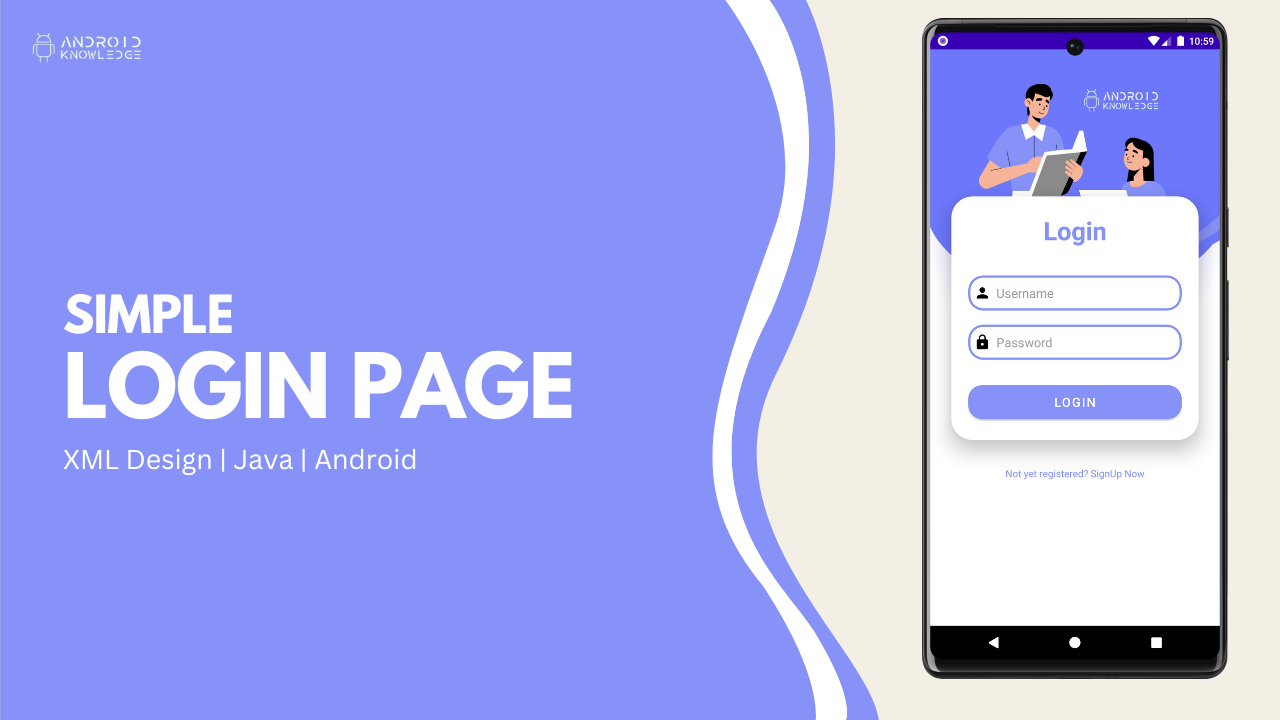 ANDROID
KNOWLEDGE
SIMPLE
LOGIN PAGE
XML Design | Java | Android
10:59
ANDROID
KNOWLEDGE
Login
Username
Password
LOGIN
Not yet registered? SignUp Now